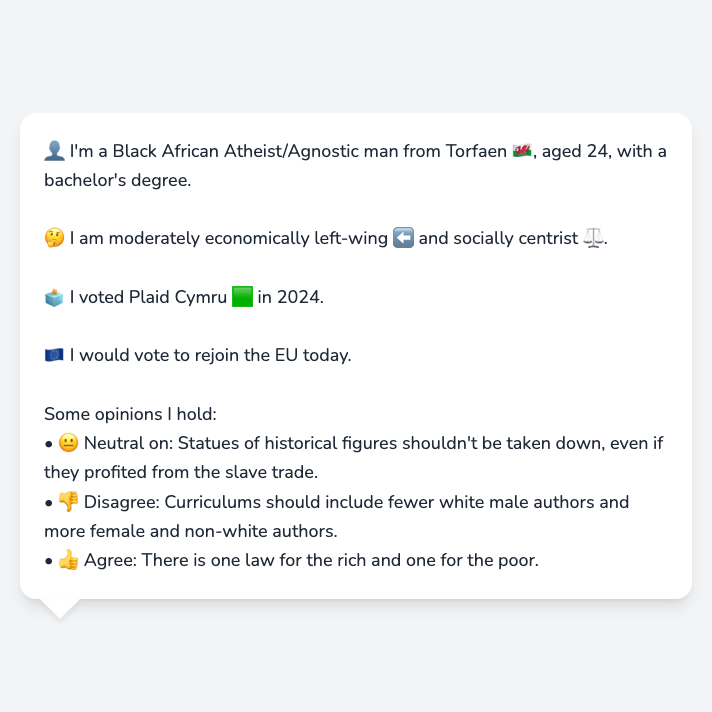 👤 I'm a Black African Atheist/Agnostic man from Torfaen 🏴󠁧󠁢󠁷󠁬󠁳󠁿, aged 24, with a
bachelor's degree.
🤔 I am moderately economically left-wing ⬅️ and socially centrist ⚖️.
🗳️ I voted Plaid Cymru 🟩 in 2024.
🇪🇺 I would vote to rejoin the EU today.
Some opinions I hold:
• 😐 Neutral on: Statues of historical figures shouldn't be taken down, even if
they profited from the slave trade.
• 👎 Disagree: Curriculums should include fewer white male authors and
more female and non-white authors.
• 👍 Agree: There is one law for the rich and one for the poor.